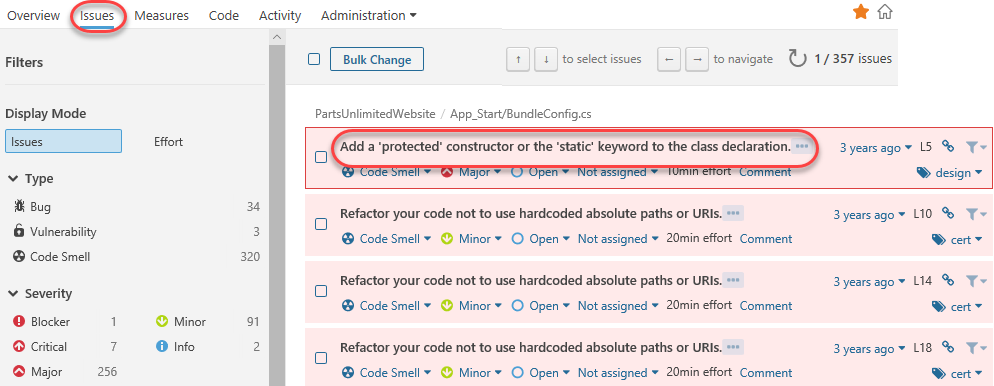 Overview Issues Measures Code Activity Administration
Filters
Bulk Change ↑ ↓ to select issues ← → to navigate 1 / 357 issues
Display Mode
Issues Effort
Type
Bug 34
Vulnerability 3
Code Smell 320
Severity
Blocker 1 Minor 91
Critical 7 Info 2
Major 256
PartsUnlimitedWebsite / App_Start/BundleConfig.cs
Add a 'protected' constructor or the 'static' keyword to the class declaration. ••• 3 years ago L5
Code Smell Major Open Not assigned 10min effort Comment design
Refactor your code not to use hardcoded absolute paths or URIs. ••• 3 years ago L10
Code Smell Minor Open Not assigned 20min effort Comment cert
Refactor your code not to use hardcoded absolute paths or URIs. ••• 3 years ago L14
Code Smell Minor Open Not assigned 20min effort Comment cert
Refactor your code not to use hardcoded absolute paths or URIs. ••• 3 years ago L18
Code Smell Minor Open Not assigned 20min effort Comment cert